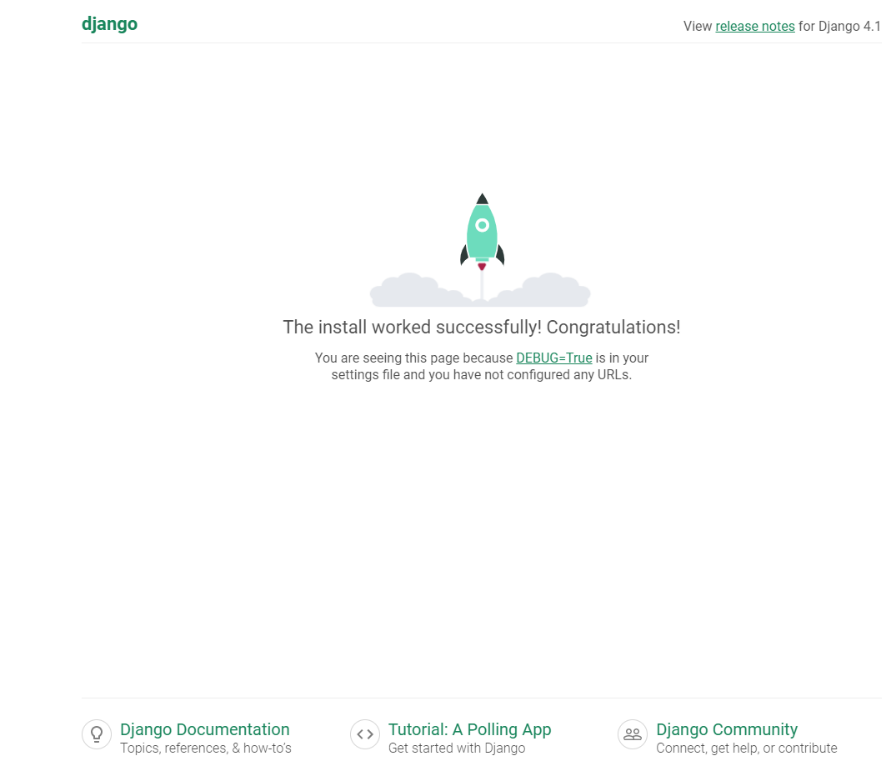 django
View release notes for Django 4.1
The install worked successfully! Congratulations!
You are seeing this page because DEBUG=True is in your
settings file and you have not configured any URLs.
Django Documentation
Topics, references, & how-to's
Tutorial: A Polling App
Get started with Django
Django Community
Connect, get help, or contribute